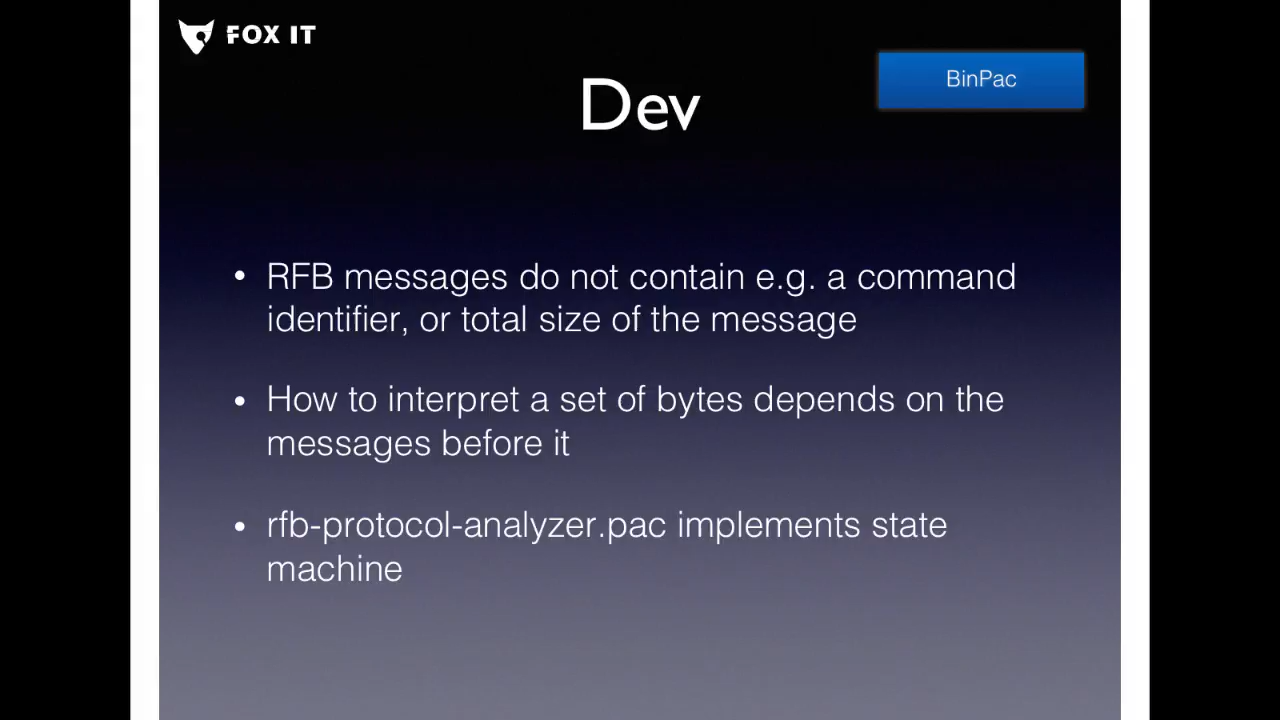 FOX IT
BinPac
Dev
• RFB messages do not contain e.g. a command
identifier, or total size of the message
• How to interpret a set of bytes depends on the
messages before it
• rfb-protocol-analyzer.pac implements state
machine